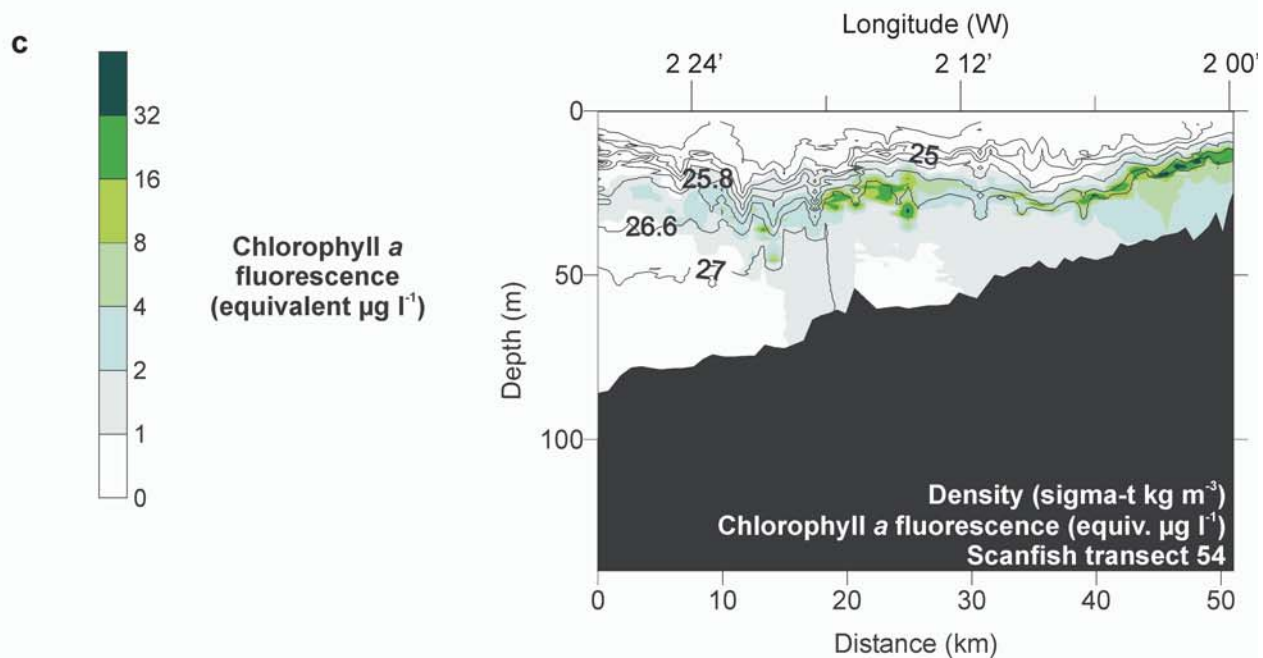 c
Longitude (W)
2 24' 2 12' 2 00'
32
16
8
4
2
1
0
Chlorophyll a
fluorescence
(equivalent µg l⁻¹)
Depth (m)
0
50
100
25
25.8
26.6
27
Density (sigma-t kg m⁻³)
Chlorophyll a fluorescence (equiv. µg l⁻¹)
Scanfish transect 54
0 10 20 30 40 50
Distance (km)